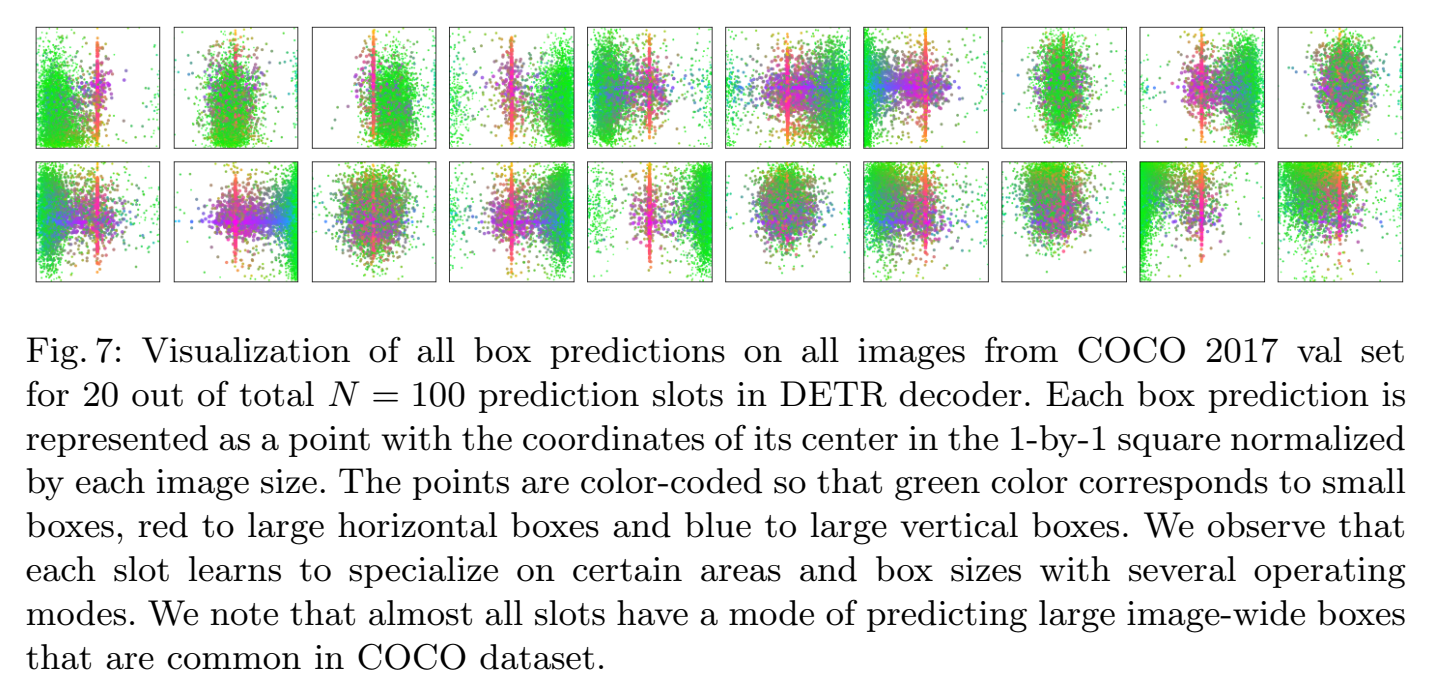 Fig. 7: Visualization of all box predictions on all images from COCO 2017 val set
for 20 out of total N = 100 prediction slots in DETR decoder. Each box prediction is
represented as a point with the coordinates of its center in the 1-by-1 square normalized
by each image size. The points are color-coded so that green color corresponds to small
boxes, red to large horizontal boxes and blue to large vertical boxes. We observe that
each slot learns to specialize on certain areas and box sizes with several operating
modes. We note that almost all slots have a mode of predicting large image-wide boxes
that are common in COCO dataset.